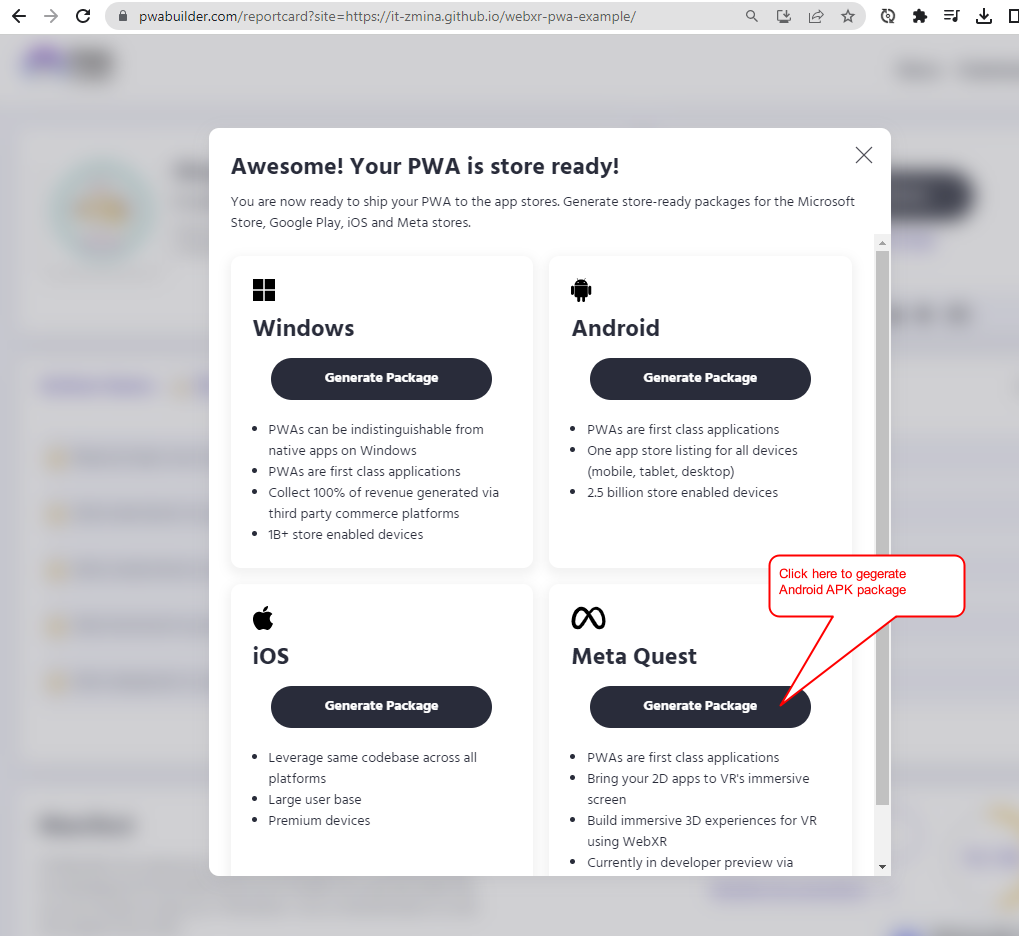 pwabuilder.com/reportcard?site=https://it-zmina.github.io/webxr-pwa-example/
Awesome! Your PWA is store ready!
You are now ready to ship your PWA to the app stores. Generate store-ready packages for the Microsoft
Store, Google Play, iOS and Meta stores.
Windows
Generate Package
PWAs can be indistinguishable from
native apps on Windows
PWAs are first class applications
Collect 100% of revenue generated via
third party commerce platforms
1B+ store enabled devices
Android
Generate Package
PWAs are first class applications
One app store listing for all devices
(mobile, tablet, desktop)
2.5 billion store enabled devices
Click here to gegerate
Android APK package
iOS
Generate Package
Leverage same codebase across all
platforms
Large user base
Premium devices
Meta Quest
Generate Package
PWAs are first class applications
Bring your 2D apps to VR's immersive
screen
Build immersive 3D experiences for VR
using WebXR
Currently in developer preview via